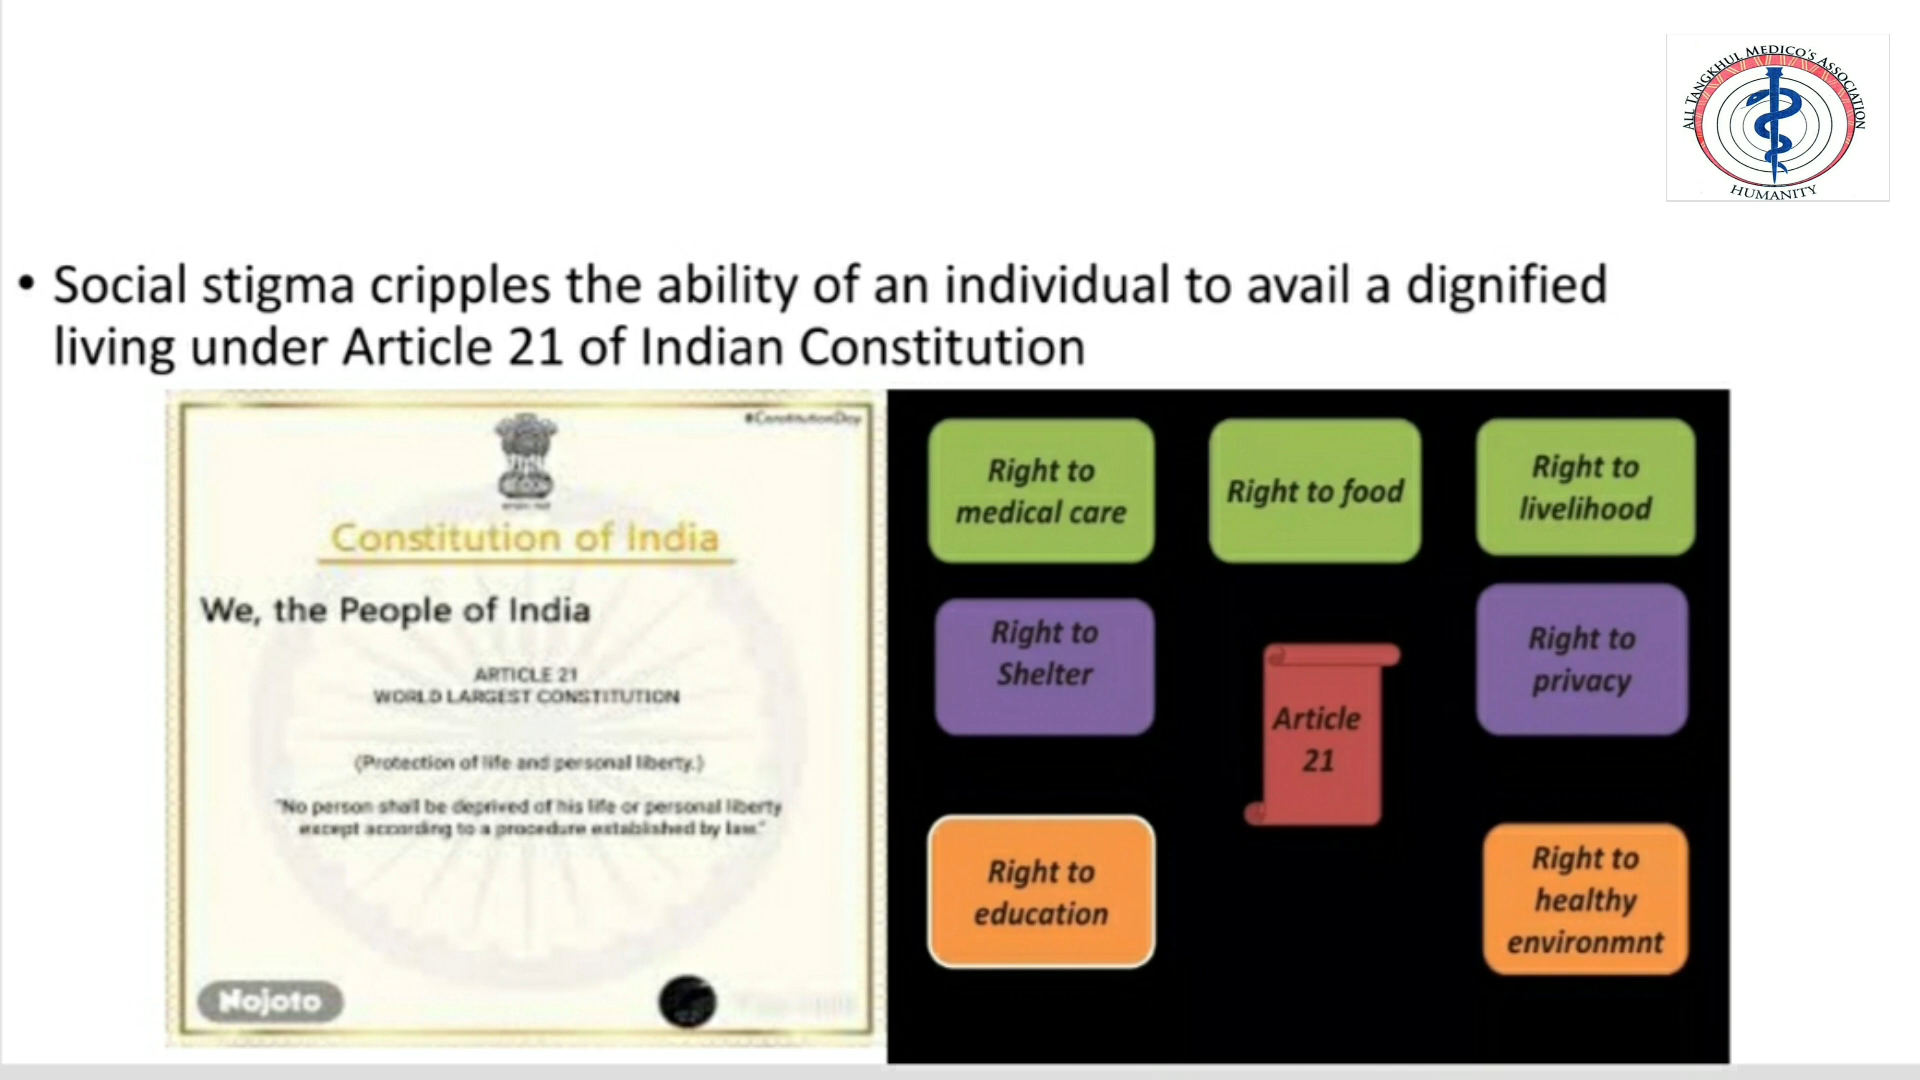 ALL TANGKHUL MEDICO'S ASSOCIATION
HUMANITY
• Social stigma cripples the ability of an individual to avail a dignified
living under Article 21 of Indian Constitution
#ConstitutionDay
Constitution of India
We, the People of India
ARTICLE 21
WORLD LARGEST CONSTITUTION
(Protection of life and personal liberty.)
"No person shall be deprived of his life or personal liberty
except according to a procedure established by law."
Nojoto
Right to
medical care
Right to food
Right to
livelihood
Right to
Shelter
Article
21
Right to
privacy
Right to
education
Right to
healthy
environmnt